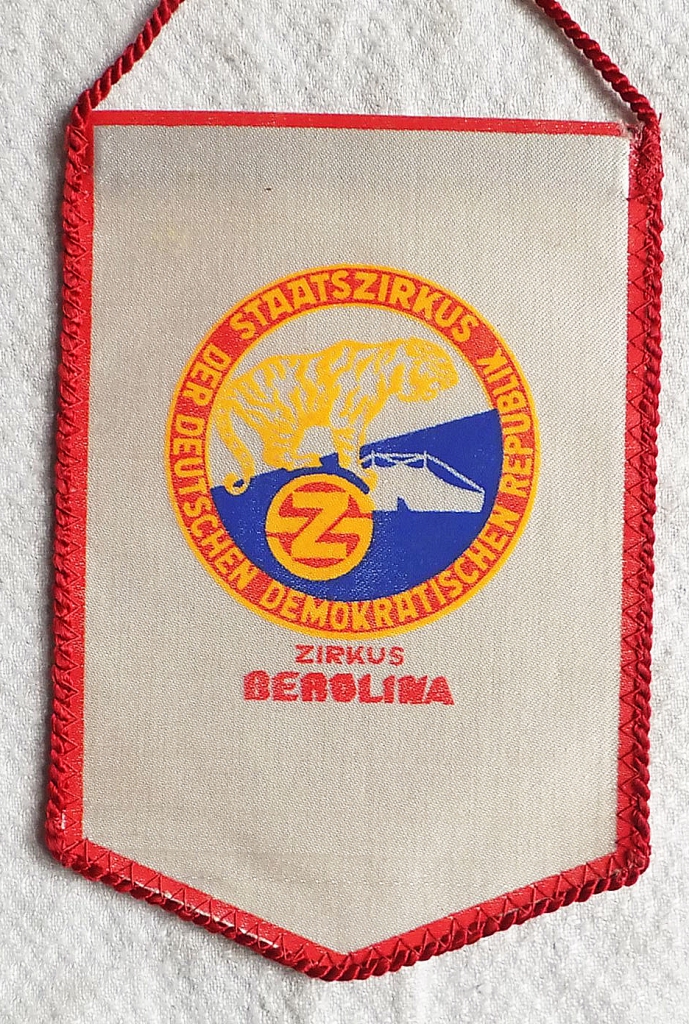 STAATSZIRKUS DER DEUTSCHEN DEMOKRATISCHEN REPUBLIK
Z
ZIRKUS
BEROLINA